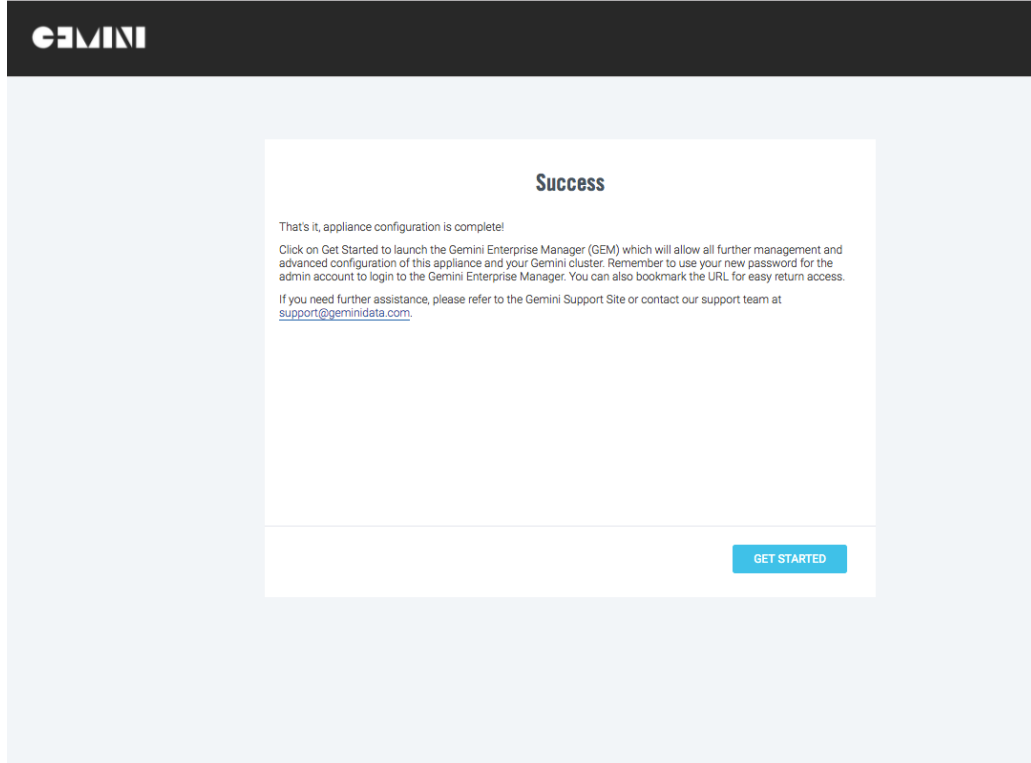 GEMINI
Success
That's it, appliance configuration is complete!
Click on Get Started to launch the Gemini Enterprise Manager (GEM) which will allow all further management and
advanced configuration of this appliance and your Gemini cluster. Remember to use your new password for the
admin account to login to the Gemini Enterprise Manager. You can also bookmark the URL for easy return access.
If you need further assistance, please refer to the Gemini Support Site or contact our support team at
support@geminidata.com.
GET STARTED